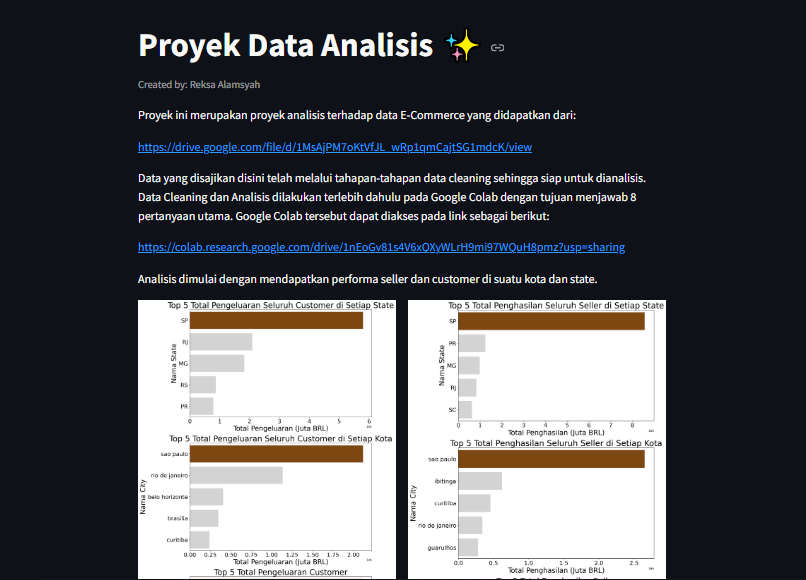 Proyek Data Analisis
Created by: Reksa Alamsyah
Proyek ini merupakan proyek analisis terhadap data E-Commerce yang didapatkan dari:
https://drive.google.com/file/d/1MsAjPM7oKtVfJL_wRp1qmCajtSG1mdcK/view
Data yang disajikan disini telah melalui tahapan-tahapan data cleaning sehingga siap untuk dianalisis.
Data Cleaning dan Analisis dilakukan terlebih dahulu pada Google Colab dengan tujuan menjawab 8
pertanyaan utama. Google Colab tersebut dapat diakses pada link sebagai berikut:
https://colab.research.google.com/drive/1nEoGv81s4V6xQXyWLrH9mi97WQuH8pmz?usp=sharing
Analisis dimulai dengan mendapatkan performa seller dan customer di suatu kota dan state.
Top 5 Total Pengeluaran Seluruh Customer di Setiap State
Nama State
SP
RJ
MG
RS
PR
0 1 2 3 4 5 6
Total Pengeluaran (Juta BRL)
Top 5 Total Penghasilan Seluruh Seller di Setiap State
Nama State
SP
PR
MG
RJ
SC
0 1 2 3 4 5 6 7 8
Total Penghasilan (Juta BRL)
Top 5 Total Pengeluaran Seluruh Customer di Setiap Kota
Nama City
sao paulo
rio de janeiro
belo horizonte
brasilia
curitiba
0.00 0.25 0.50 0.75 1.00 1.25 1.50 1.75 2.00
Total Pengeluaran (Juta BRL)
Top 5 Total Penghasilan Seluruh Seller di Setiap Kota
Nama City
sao paulo
ibitinga
curitiba
rio de janeiro
guarulhos
0.0 0.5 1.0 1.5 2.0 2.5
Total Penghasilan (Juta BRL)
Top 5 Total Pengeluaran Customer